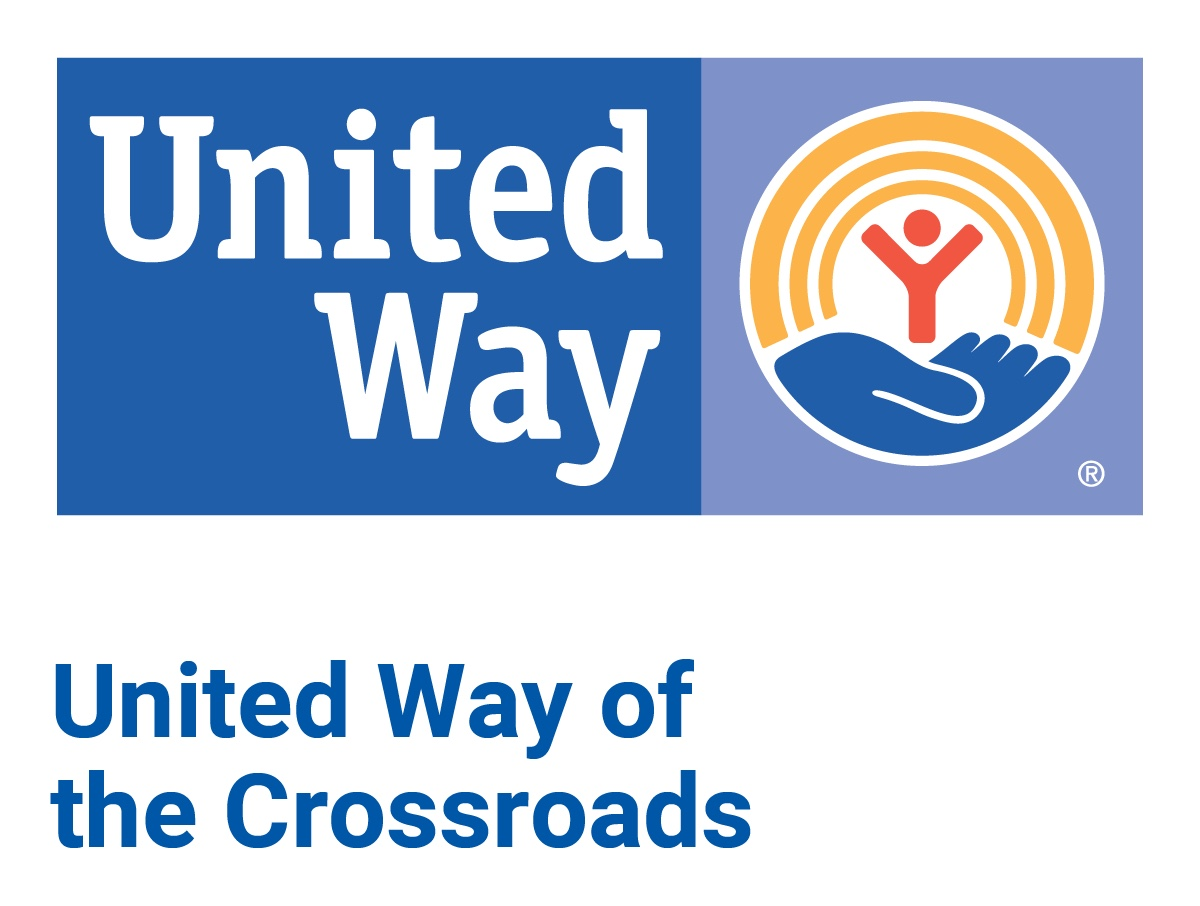 United
Way
®
United Way of
the Crossroads